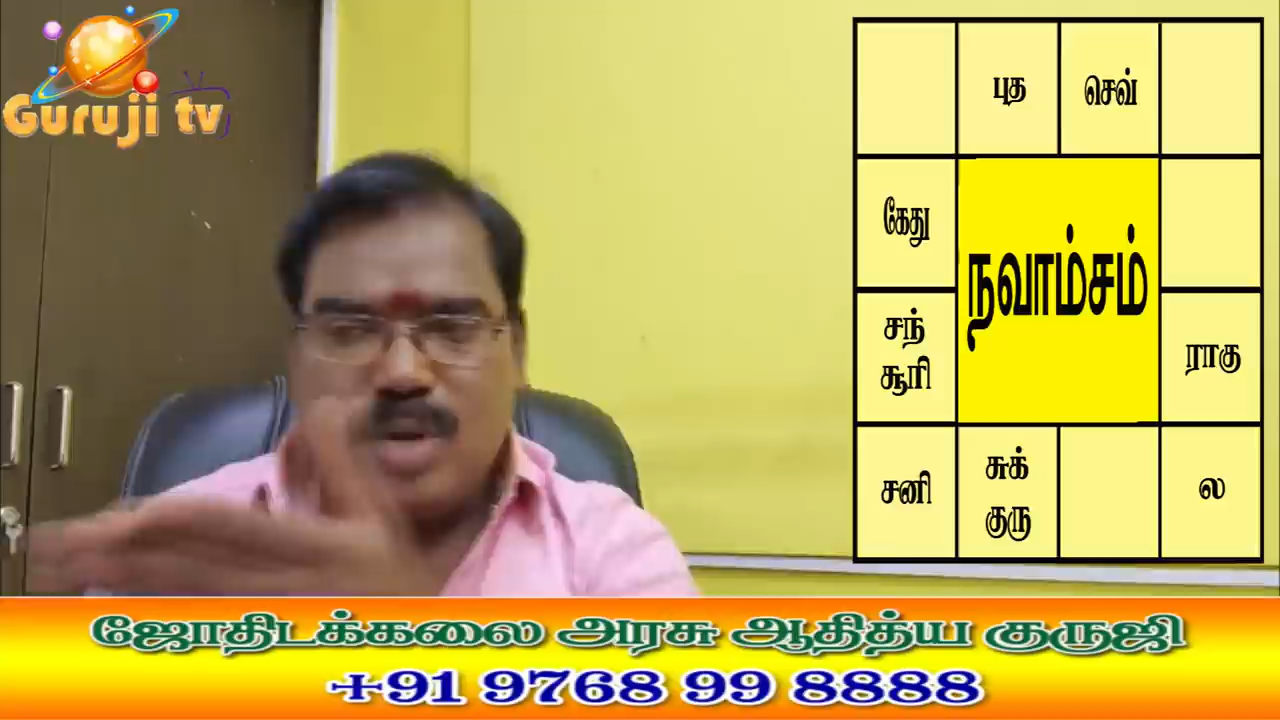 Guruji tv
புத
செவ்
கேது
நவாம்சம்
சந்
சூரி
ராகு
சனி
சுக்
குரு
ல
ஜோதிடக்கலை அரசு ஆதித்ய குருஜி
+91 9768 99 8888